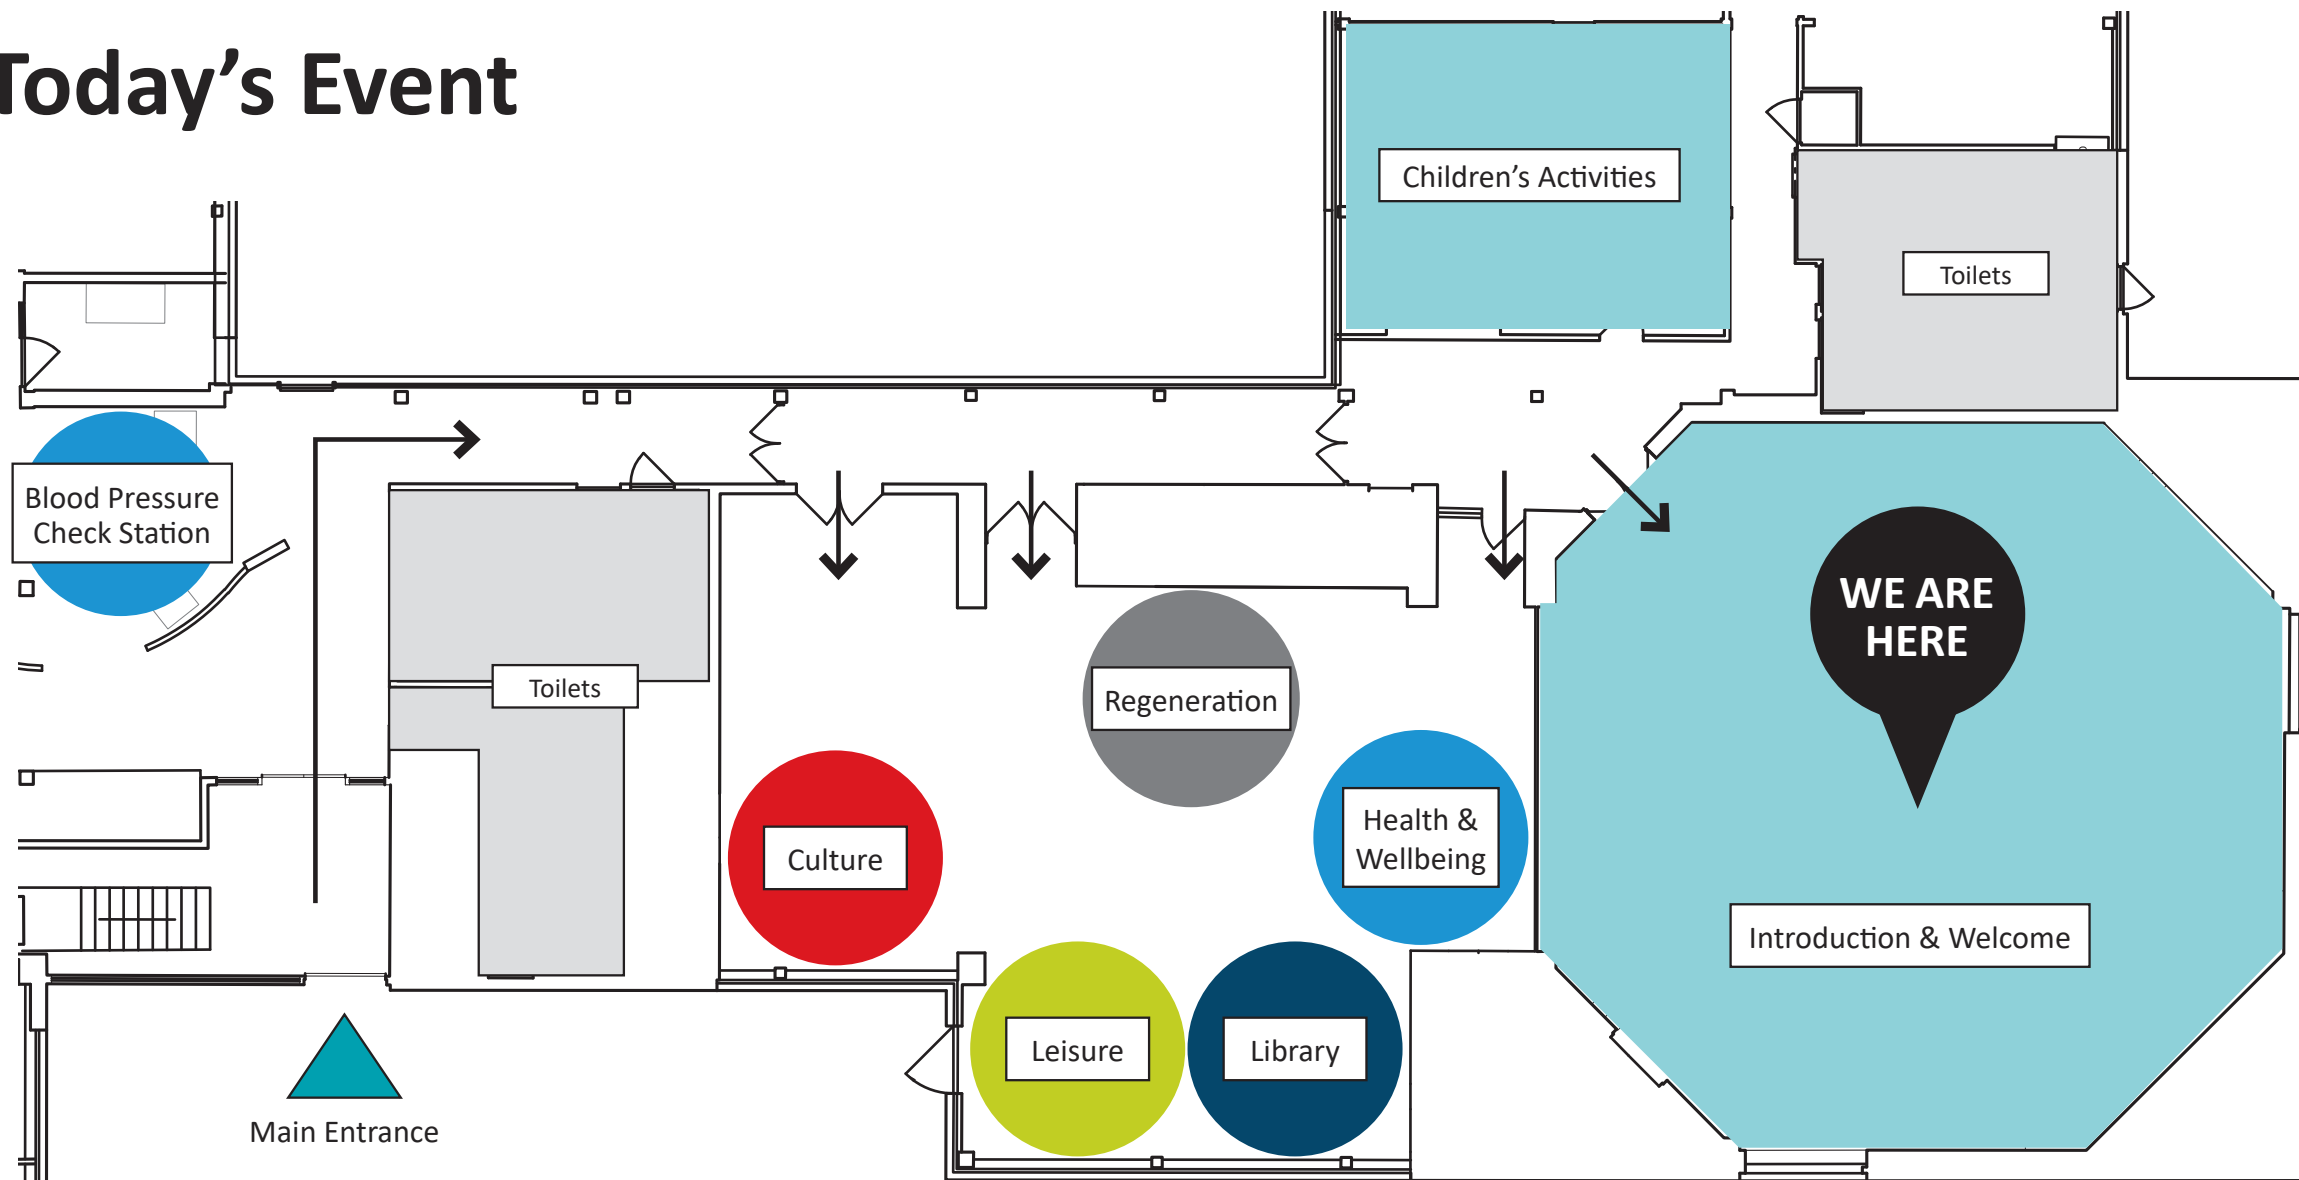 Today’s Event
Children’s Activities
Toilets
Blood Pressure
Check Station
WE ARE
HERE
Toilets
Regeneration
Health &
Wellbeing
Culture
Introduction & Welcome
Leisure
Library
Main Entrance